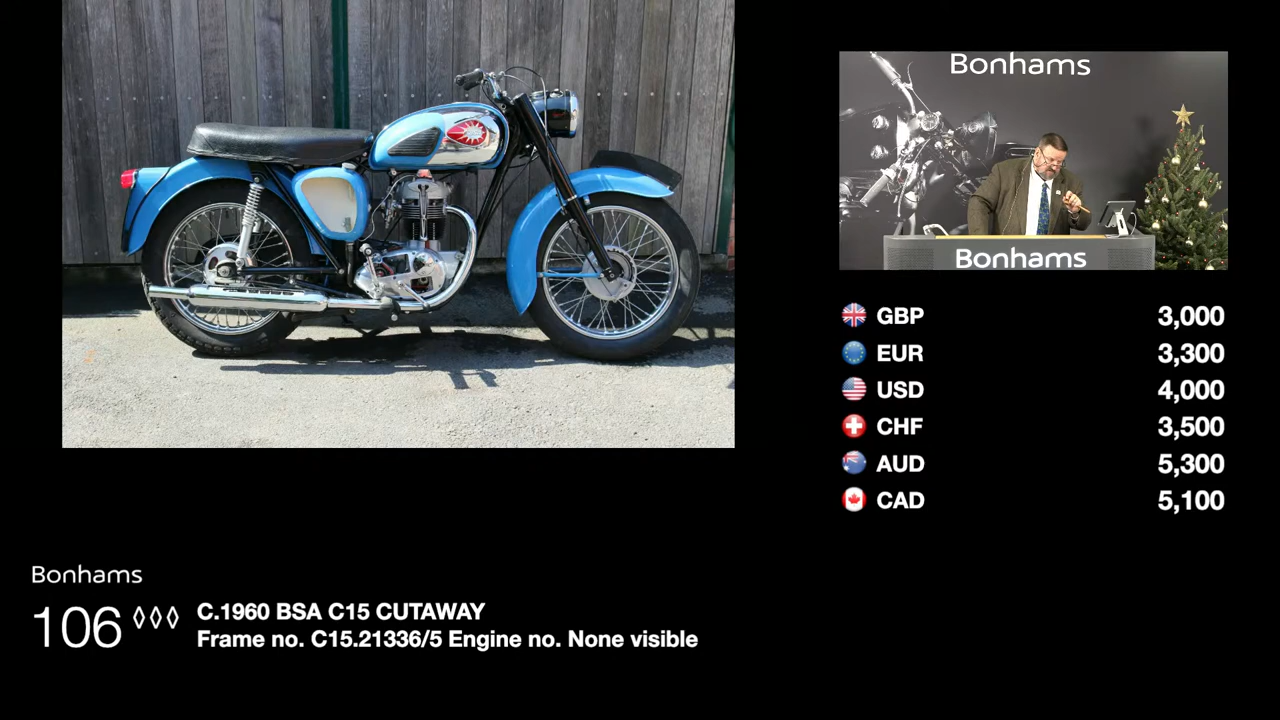 Bonhams
Bonhams
GBP 3,000
EUR 3,300
USD 4,000
CHF 3,500
AUD 5,300
CAD 5,100
Bonhams
106 ◊◊◊
C.1960 BSA C15 CUTAWAY
Frame no. C15.21336/5 Engine no. None visible